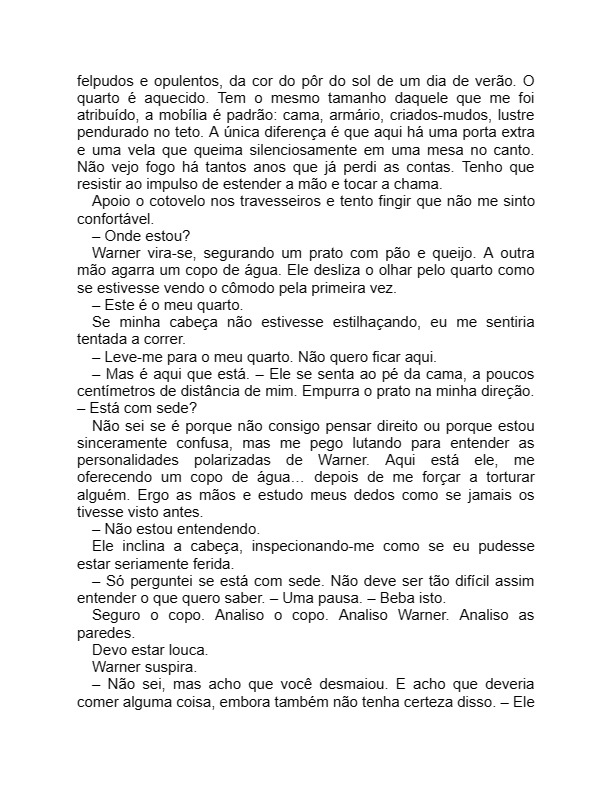 felpudos e opulentos, da cor do pôr do sol de um dia de verão. O
quarto é aquecido. Tem o mesmo tamanho daquele que me foi
atribuído, a mobília é padrão: cama, armário, criados-mudos, lustre
pendurado no teto. A única diferença é que aqui há uma porta extra
e uma vela que queima silenciosamente em uma mesa no canto.
Não vejo fogo há tantos anos que já perdi as contas. Tenho que
resistir ao impulso de estender a mão e tocar a chama.
Apoio o cotovelo nos travesseiros e tento fingir que não me sinto
confortável.
– Onde estou?
Warner vira-se, segurando um prato com pão e queijo. A outra
mão agarra um copo de água. Ele desliza o olhar pelo quarto como
se estivesse vendo o cômodo pela primeira vez.
– Este é o meu quarto.
Se minha cabeça não estivesse estilhaçando, eu me sentiria
tentada a correr.
– Leve-me para o meu quarto. Não quero ficar aqui.
– Mas é aqui que está. – Ele se senta ao pé da cama, a poucos
centímetros de distância de mim. Empurra o prato na minha direção.
– Está com sede?
Não sei se é porque não consigo pensar direito ou porque estou
sinceramente confusa, mas me pego lutando para entender as
personalidades polarizadas de Warner. Aqui está ele, me
oferecendo um copo de água… depois de me forçar a torturar
alguém. Ergo as mãos e estudo meus dedos como se jamais os
tivesse visto antes.
– Não estou entendendo.
Ele inclina a cabeça, inspecionando-me como se eu pudesse
estar seriamente ferida.
– Só perguntei se está com sede. Não deve ser tão difícil assim
entender o que quero saber. – Uma pausa. – Beba isto.
Seguro o copo. Analiso o copo. Analiso Warner. Analiso as
paredes.
Devo estar louca.
Warner suspira.
– Não sei, mas acho que você desmaiou. E acho que deveria
comer alguma coisa, embora também não tenha certeza disso. – Ele